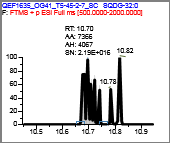 QEF1635_OG41_T5-45-2-7_SC SQDG-32:0
F: FTMS + p ESI Full ms [500.0000-2000.0000]
RT: 10.70
AA: 7366
AH: 4067
SN: 2.19E+016
10.82
10.78
100
80
60
40
20
0
10.5 10.6 10.7 10.8 10.9